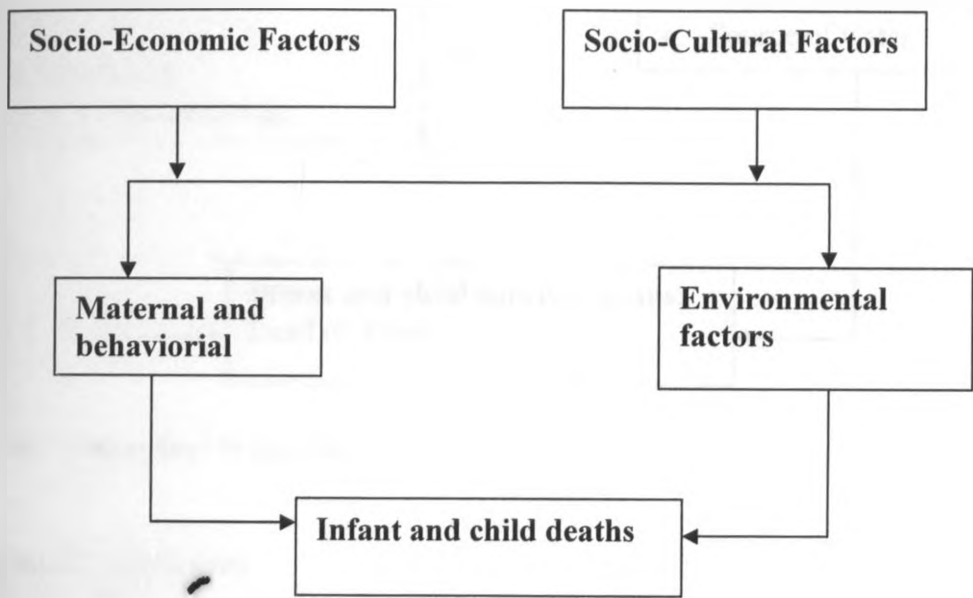 Socio-Economic Factors
Socio-Cultural Factors
Maternal and
behaviorial
Environmental
factors
Infant and child deaths